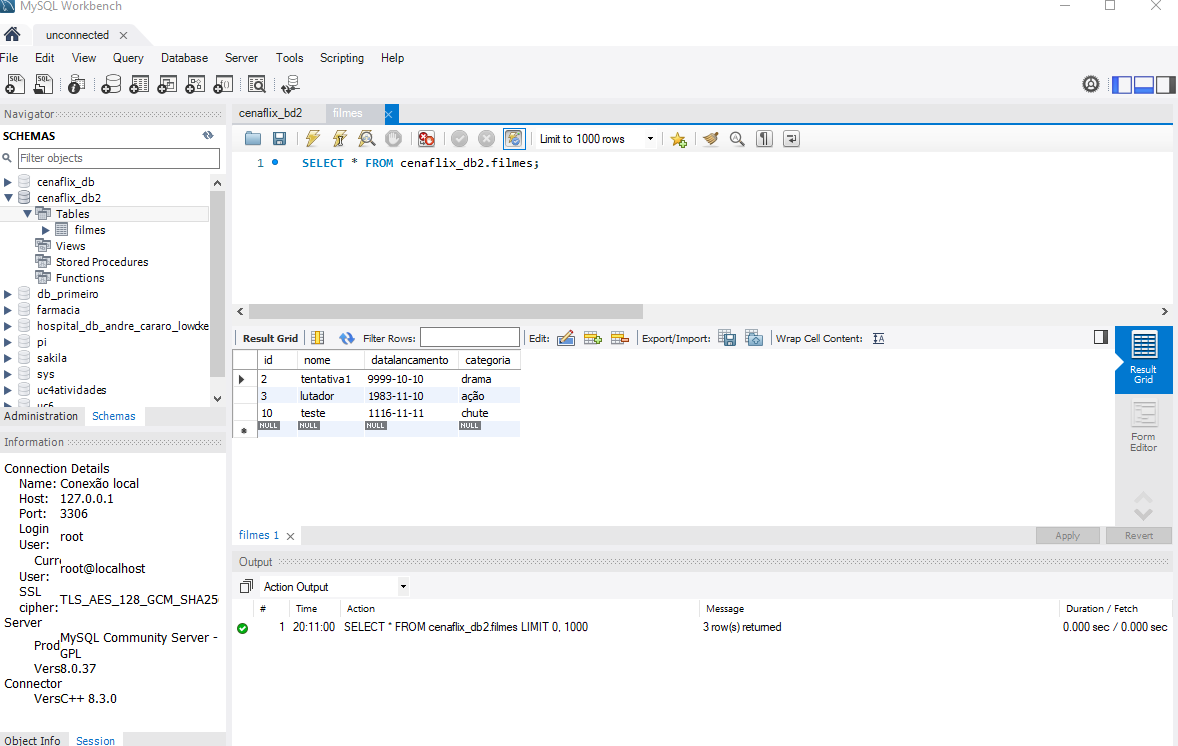 MySQL Workbench
unconnected
File Edit View Query Database Server Tools Scripting Help
Navigator
SCHEMAS
Filter objects
cenaflix_db
cenaflix_db2
Tables
filmes
Views
Stored Procedures
Functions
db_primeiro
farmacia
hospital_db_andre_cararo_lowcke
pi
sakila
sys
uc4atividades
uc6
Administration Schemas
Information
Connection Details
Name: Conexão local
Host: 127.0.0.1
Port: 3306
Login
User: root
Curr
User: root@localhost
SSL
cipher: TLS_AES_128_GCM_SHA25
Server
Prod MySQL Community Server -
GPL
Vers 8.0.37
Connector
Vers C++ 8.3.0
Object Info Session
cenaflix_bd2 filmes
Limit to 1000 rows
1 SELECT * FROM cenaflix_db2.filmes;
Result Grid Filter Rows: Edit: Export/Import: Wrap Cell Content:
id nome datalancamento categoria
2 tentativa1 9999-10-10 drama
3 lutador 1983-11-10 ação
10 teste 1116-11-11 chute
NULL NULL NULL NULL
Result
Grid
Form
Editor
filmes 1 Apply Revert
Output
Action Output
# Time Action Message Duration / Fetch
1 20:11:00 SELECT * FROM cenaflix_db2.filmes LIMIT 0, 1000 3 row(s) returned 0.000 sec / 0.000 sec